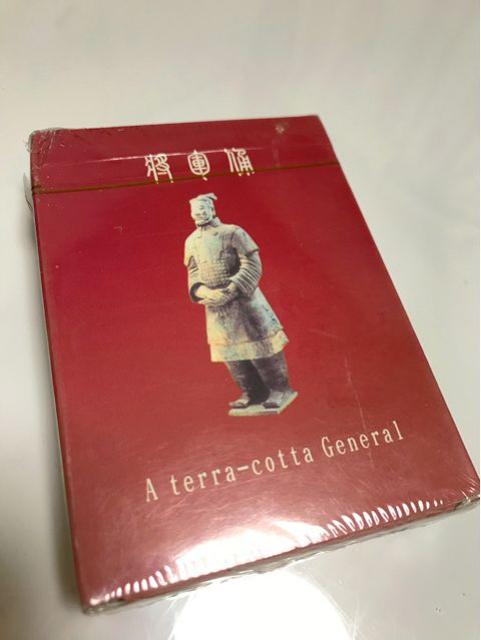 將軍俑
A terra-cotta General